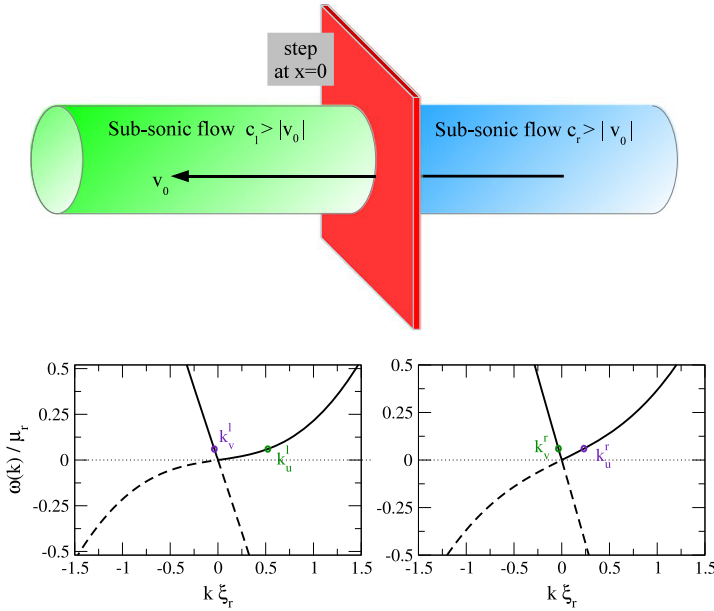 step
at x=0
Sub-sonic flow c_l > |v_0|
Sub-sonic flow c_r > | v_0|
v_0
0.5
0.25
0
-0.25
-0.5
-1.5 -1 -0.5 0 0.5 1 1.5
ω(k) / μ_r
k ξ_r
k_v^l
k_u^l
0.5
0.25
0
-0.25
-0.5
-1.5 -1 -0.5 0 0.5 1 1.5
k ξ_r
k_v^r
k_u^r